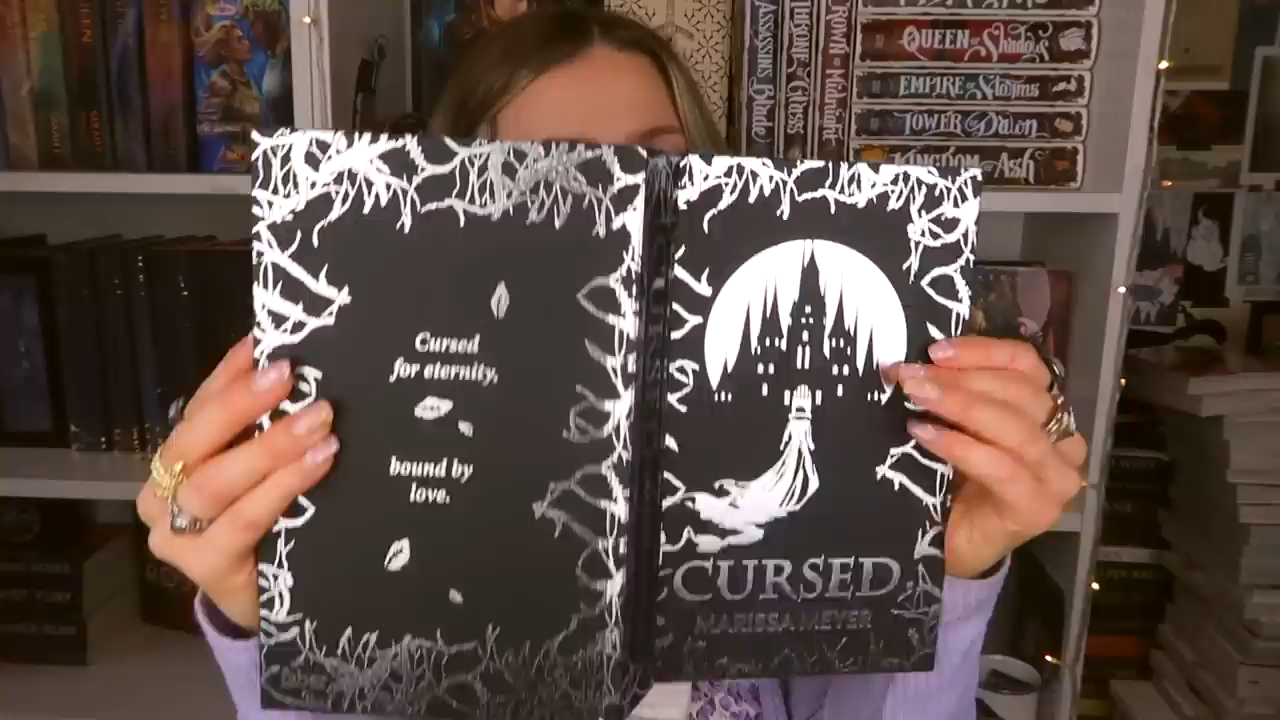 Cursed
for eternity,
bound by
love.
CURSED
MARISSA MEYER
faber
ASSASSIN'S Blade
THRONE of Glass
CROWN of Midnight
QUEEN of Shadows
EMPIRE of Storms
TOWER of Dawn
KINGDOM of Ash